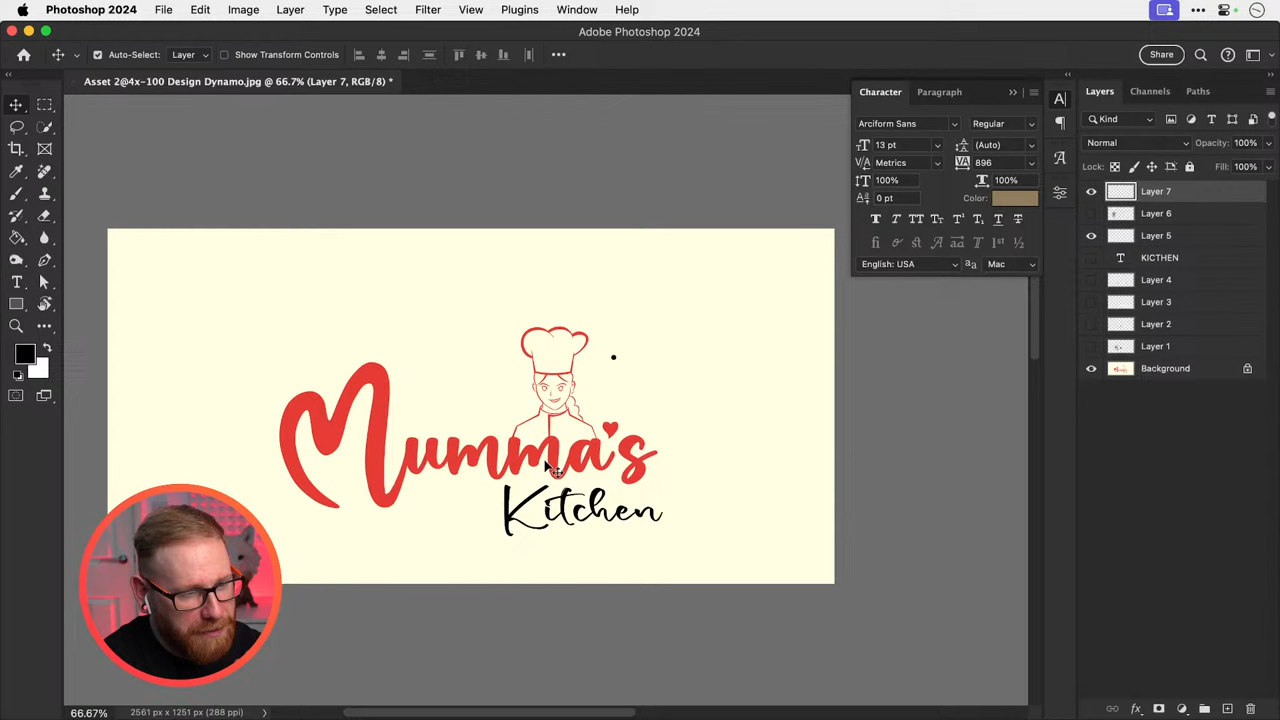 Photoshop 2024 File Edit Image Layer Type Select Filter View Plugins Window Help
Adobe Photoshop 2024
Auto-Select: Layer Show Transform Controls Share
Asset 2@4x-100 Design Dynamo.jpg @ 66.7% (Layer 7, RGB/8) *
Character Paragraph
Arciform Sans Regular
13 pt (Auto)
Metrics 896
100% 100%
0 pt Color:
English: USA Mac
Layers Channels Paths
Kind
Normal Opacity: 100%
Lock: Fill: 100%
Layer 7
Layer 6
Layer 5
KICTHEN
Layer 4
Layer 3
Layer 2
Layer 1
Background
Mumma's
Kitchen
66.67% 2561 px x 1251 px (288 ppi)